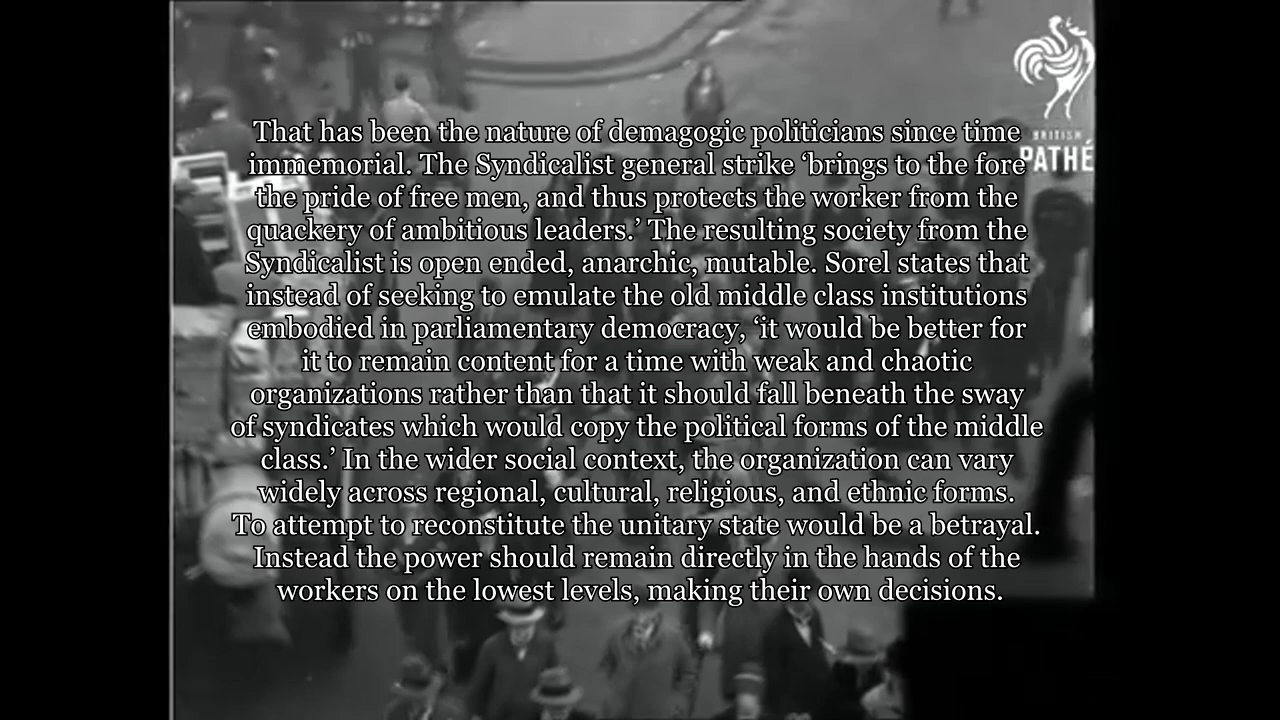 That has been the nature of demagogic politicians since time
immemorial. The Syndicalist general strike ‘brings to the fore
the pride of free men, and thus protects the worker from the
quackery of ambitious leaders.’ The resulting society from the
Syndicalist is open ended, anarchic, mutable. Sorel states that
instead of seeking to emulate the old middle class institutions
embodied in parliamentary democracy, ‘it would be better for
it to remain content for a time with weak and chaotic
organizations rather than that it should fall beneath the sway
of syndicates which would copy the political forms of the middle
class.’ In the wider social context, the organization can vary
widely across regional, cultural, religious, and ethnic forms.
To attempt to reconstitute the unitary state would be a betrayal.
Instead the power should remain directly in the hands of the
workers on the lowest levels, making their own decisions.
BRITISH
PATHÉ